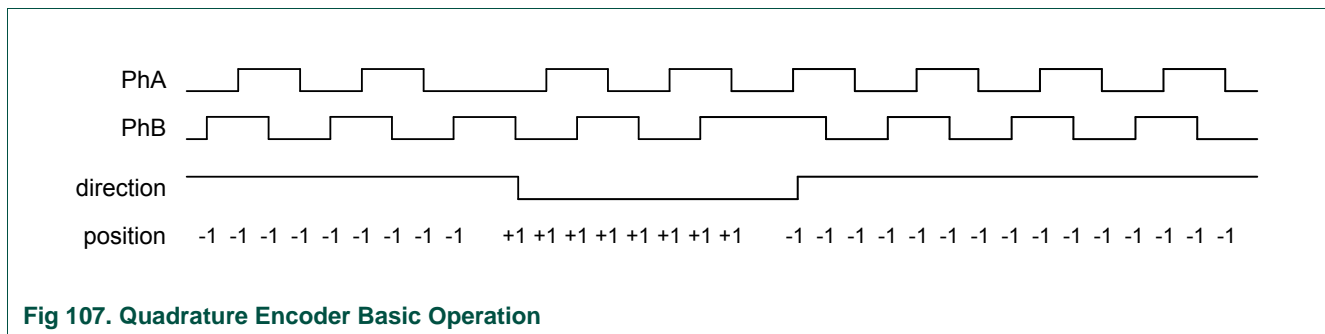 PhA
PhB
direction
position -1 -1 -1 -1 -1 -1 -1 -1 -1 +1 +1 +1 +1 +1 +1 +1 +1 -1 -1 -1 -1 -1 -1 -1 -1 -1 -1 -1 -1 -1 -1 -1
Fig 107. Quadrature Encoder Basic Operation